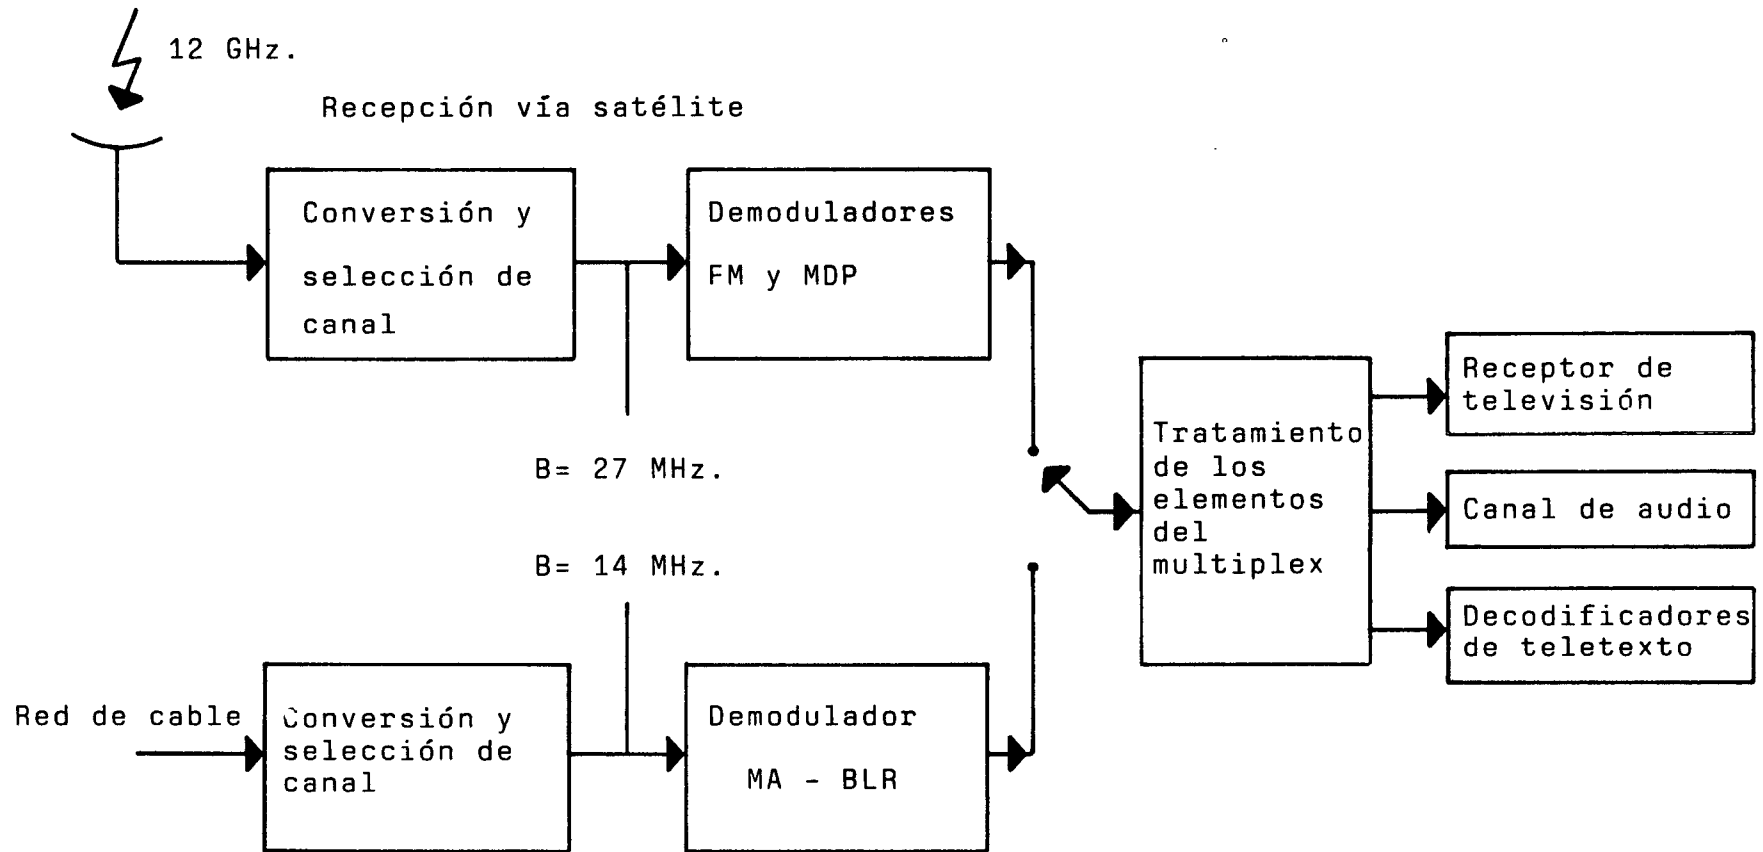 12 GHz.
Recepción vía satélite
Conversión y
selección de
canal
Demoduladores
FM y MDP
B= 27 MHz.
B= 14 MHz.
Red de cable
Conversión y
selección de
canal
Demodulador
MA - BLR
Tratamiento
de los
elementos
del
multiplex
Receptor de
televisión
Canal de audio
Decodificadores
de teletexto